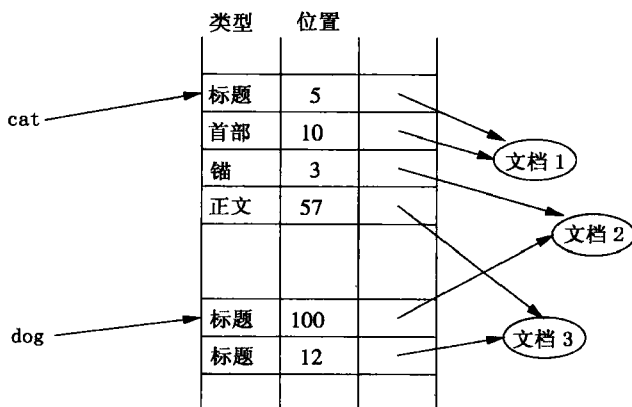 类型 位置
cat
标题 5
首部 10
锚 3
正文 57
文档 1
文档 2
dog
标题 100
标题 12
文档 3